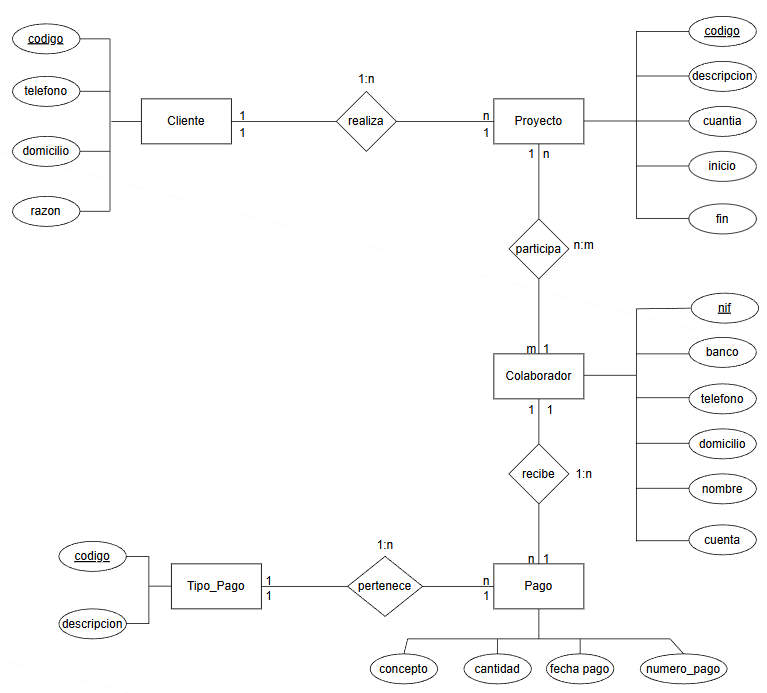 codigo
telefono
domicilio
razon
Cliente
1
1
1:n
realiza
n
1
Proyecto
codigo
descripcion
cuantia
inicio
fin
1 n
participa
n:m
m 1
Colaborador
nif
banco
telefono
domicilio
nombre
cuenta
1 1
recibe
1:n
n 1
codigo
descripcion
Tipo_Pago
1
1
1:n
pertenece
n
1
Pago
concepto
cantidad
fecha pago
numero_pago